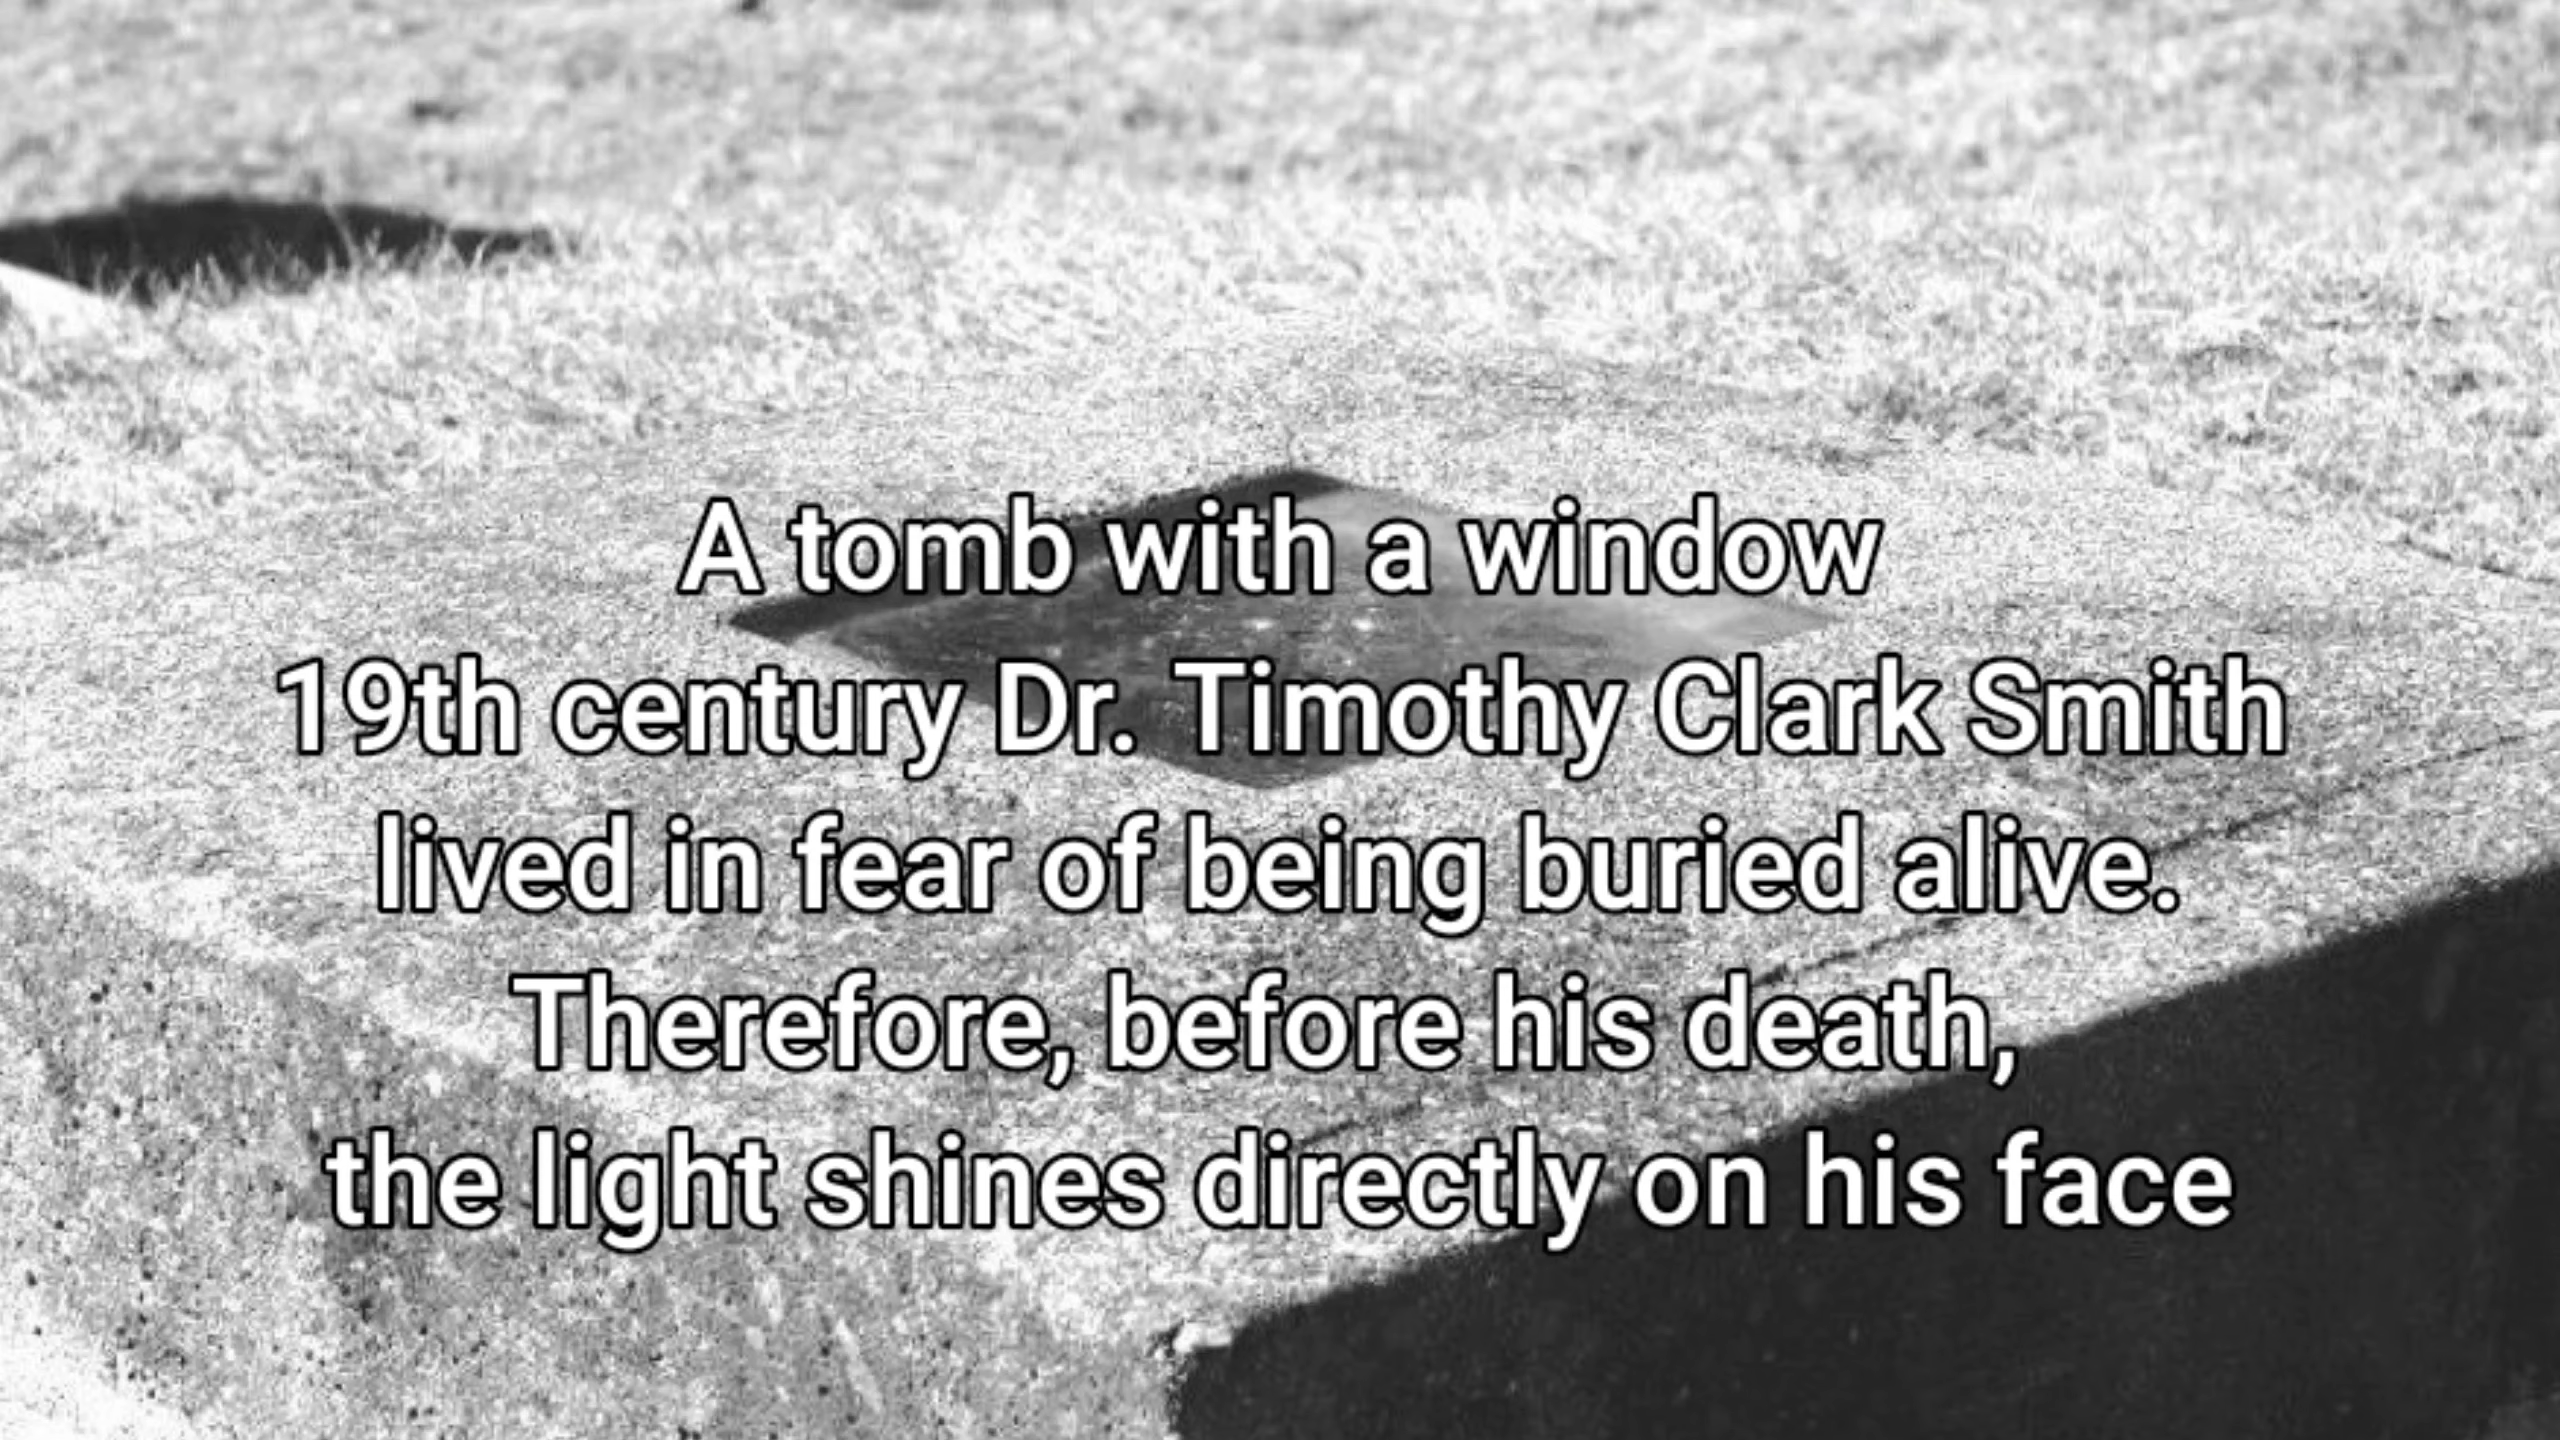 A tomb with a window
19th century Dr. Timothy Clark Smith
lived in fear of being buried alive.
Therefore, before his death,
the light shines directly on his face